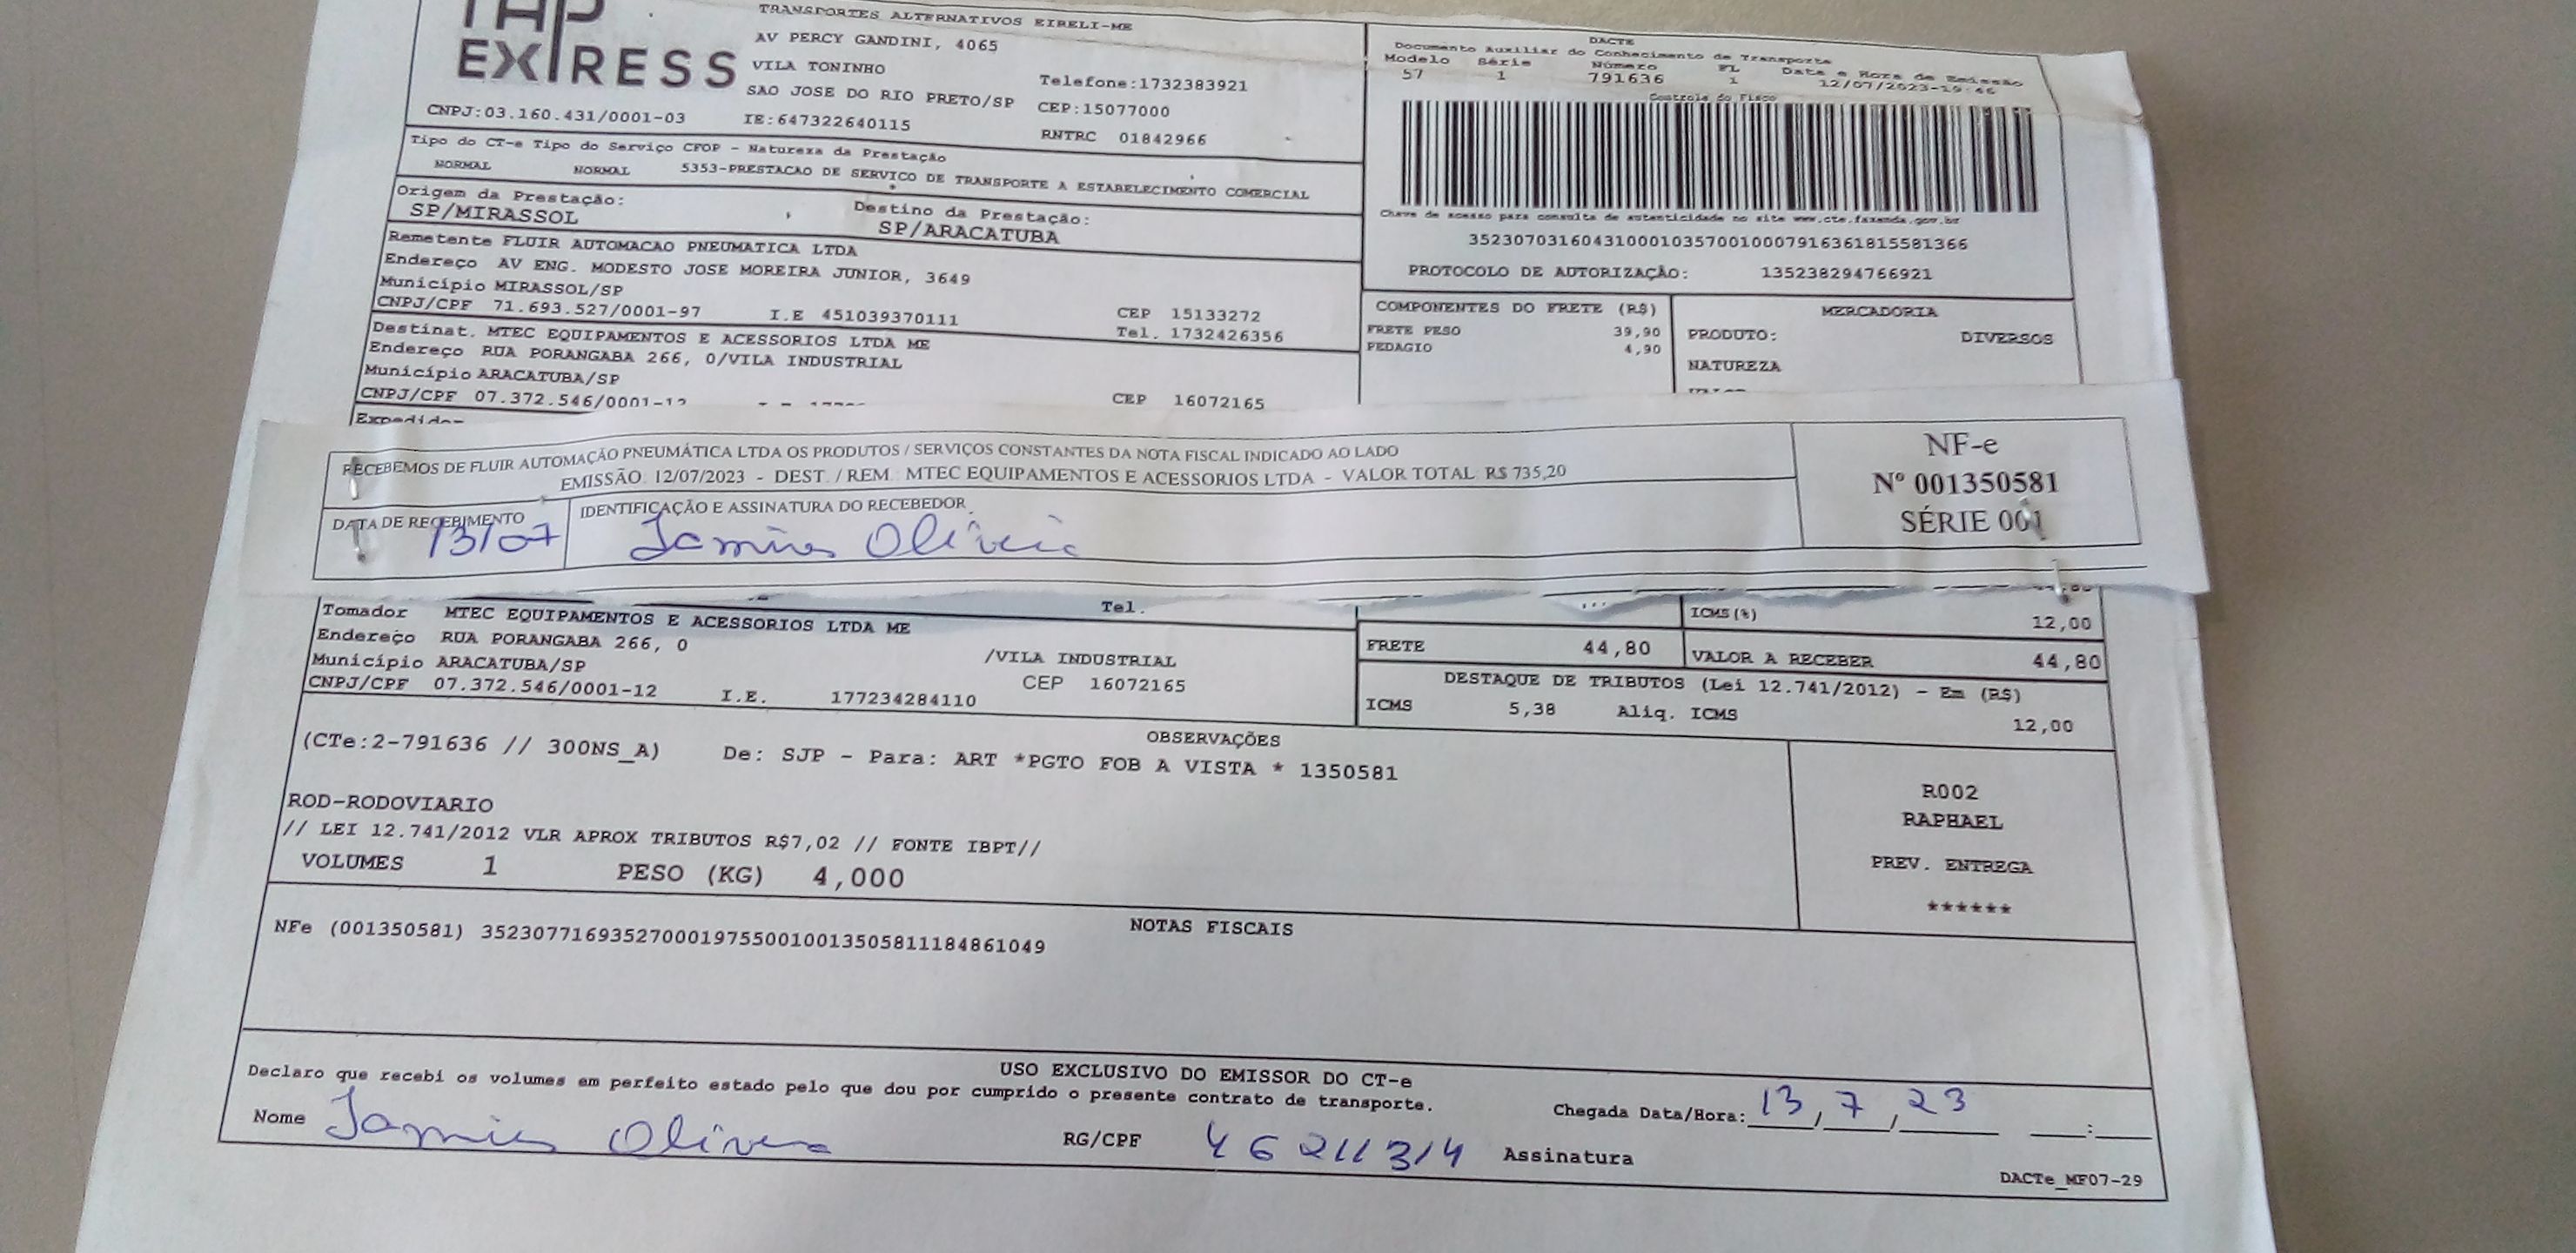 EXPRESS
TRANSPORTES ALTERNATIVOS EIRELI-ME
AV PERCY GANDINI, 4065
VILA TONINHO
SAO JOSE DO RIO PRETO/SP
Telefone:1732383921
CEP:15077000
CNPJ:03.160.431/0001-03 IE:647322640115 RNTRC 01842966
DACTE
Documento Auxiliar do Conhecimento de Transporte
Modelo Série Número FL Data e Hora de Emissão
57 1 791636 1 12/07/2023-19:46
Controle do Fisco
Chave de acesso para consulta de autenticidade no site www.cte.fazenda.gov.br
35230703160431000103570010007916361815581366
PROTOCOLO DE AUTORIZAÇÃO: 135238294766921
Tipo do CT-e Tipo do Serviço CFOP - Natureza da Prestação
NORMAL NORMAL 5353-PRESTACAO DE SERVICO DE TRANSPORTE A ESTABELECIMENTO COMERCIAL
Origem da Prestação: Destino da Prestação:
SP/MIRASSOL SP/ARACATUBA
Remetente FLUIR AUTOMACAO PNEUMATICA LTDA
Endereço AV ENG. MODESTO JOSE MOREIRA JUNIOR, 3649
Município MIRASSOL/SP CEP 15133272
CNPJ/CPF 71.693.527/0001-97 I.E 451039370111 Tel. 1732426356
Destinat. MTEC EQUIPAMENTOS E ACESSORIOS LTDA ME
Endereço RUA PORANGABA 266, 0/VILA INDUSTRIAL
Município ARACATUBA/SP CEP 16072165
CNPJ/CPF 07.372.546/0001-12
COMPONENTES DO FRETE (R$)
FRETE PESO 39,90
PEDAGIO 4,90
MERCADORIA
PRODUTO: DIVERSOS
NATUREZA
RECEBEMOS DE FLUIR AUTOMAÇÃO PNEUMÁTICA LTDA OS PRODUTOS / SERVIÇOS CONSTANTES DA NOTA FISCAL INDICADO AO LADO
EMISSÃO: 12/07/2023 - DEST. / REM: MTEC EQUIPAMENTOS E ACESSORIOS LTDA - VALOR TOTAL: R$ 735,20
DATA DE RECEBIMENTO IDENTIFICAÇÃO E ASSINATURA DO RECEBEDOR
13/07 Oliveira
NF-e
Nº 001350581
SÉRIE 001
Tel.
Tomador MTEC EQUIPAMENTOS E ACESSORIOS LTDA ME
Endereço RUA PORANGABA 266, 0 /VILA INDUSTRIAL
Município ARACATUBA/SP CEP 16072165
CNPJ/CPF 07.372.546/0001-12 I.E. 177234284110
ICMS(%) 12,00
FRETE 44,80 VALOR A RECEBER 44,80
DESTAQUE DE TRIBUTOS (Lei 12.741/2012) - Em (R$)
ICMS 5,38 Aliq. ICMS 12,00
OBSERVAÇÕES
(CTe:2-791636 // 300NS_A) De: SJP - Para: ART *PGTO FOB A VISTA * 1350581
ROD-RODOVIARIO
// LEI 12.741/2012 VLR APROX TRIBUTOS R$7,02 // FONTE IBPT//
VOLUMES 1 PESO (KG) 4,000
R002
RAPHAEL
PREV. ENTREGA
******
NOTAS FISCAIS
NFe (001350581) 35230771693527000197550010013505811184861049
USO EXCLUSIVO DO EMISSOR DO CT-e
Declaro que recebi os volumes em perfeito estado pelo que dou por cumprido o presente contrato de transporte.
Chegada Data/Hora: 13/7/23 __:__
Nome Oliveira RG/CPF 46211314 Assinatura
DACTe_MF07-29